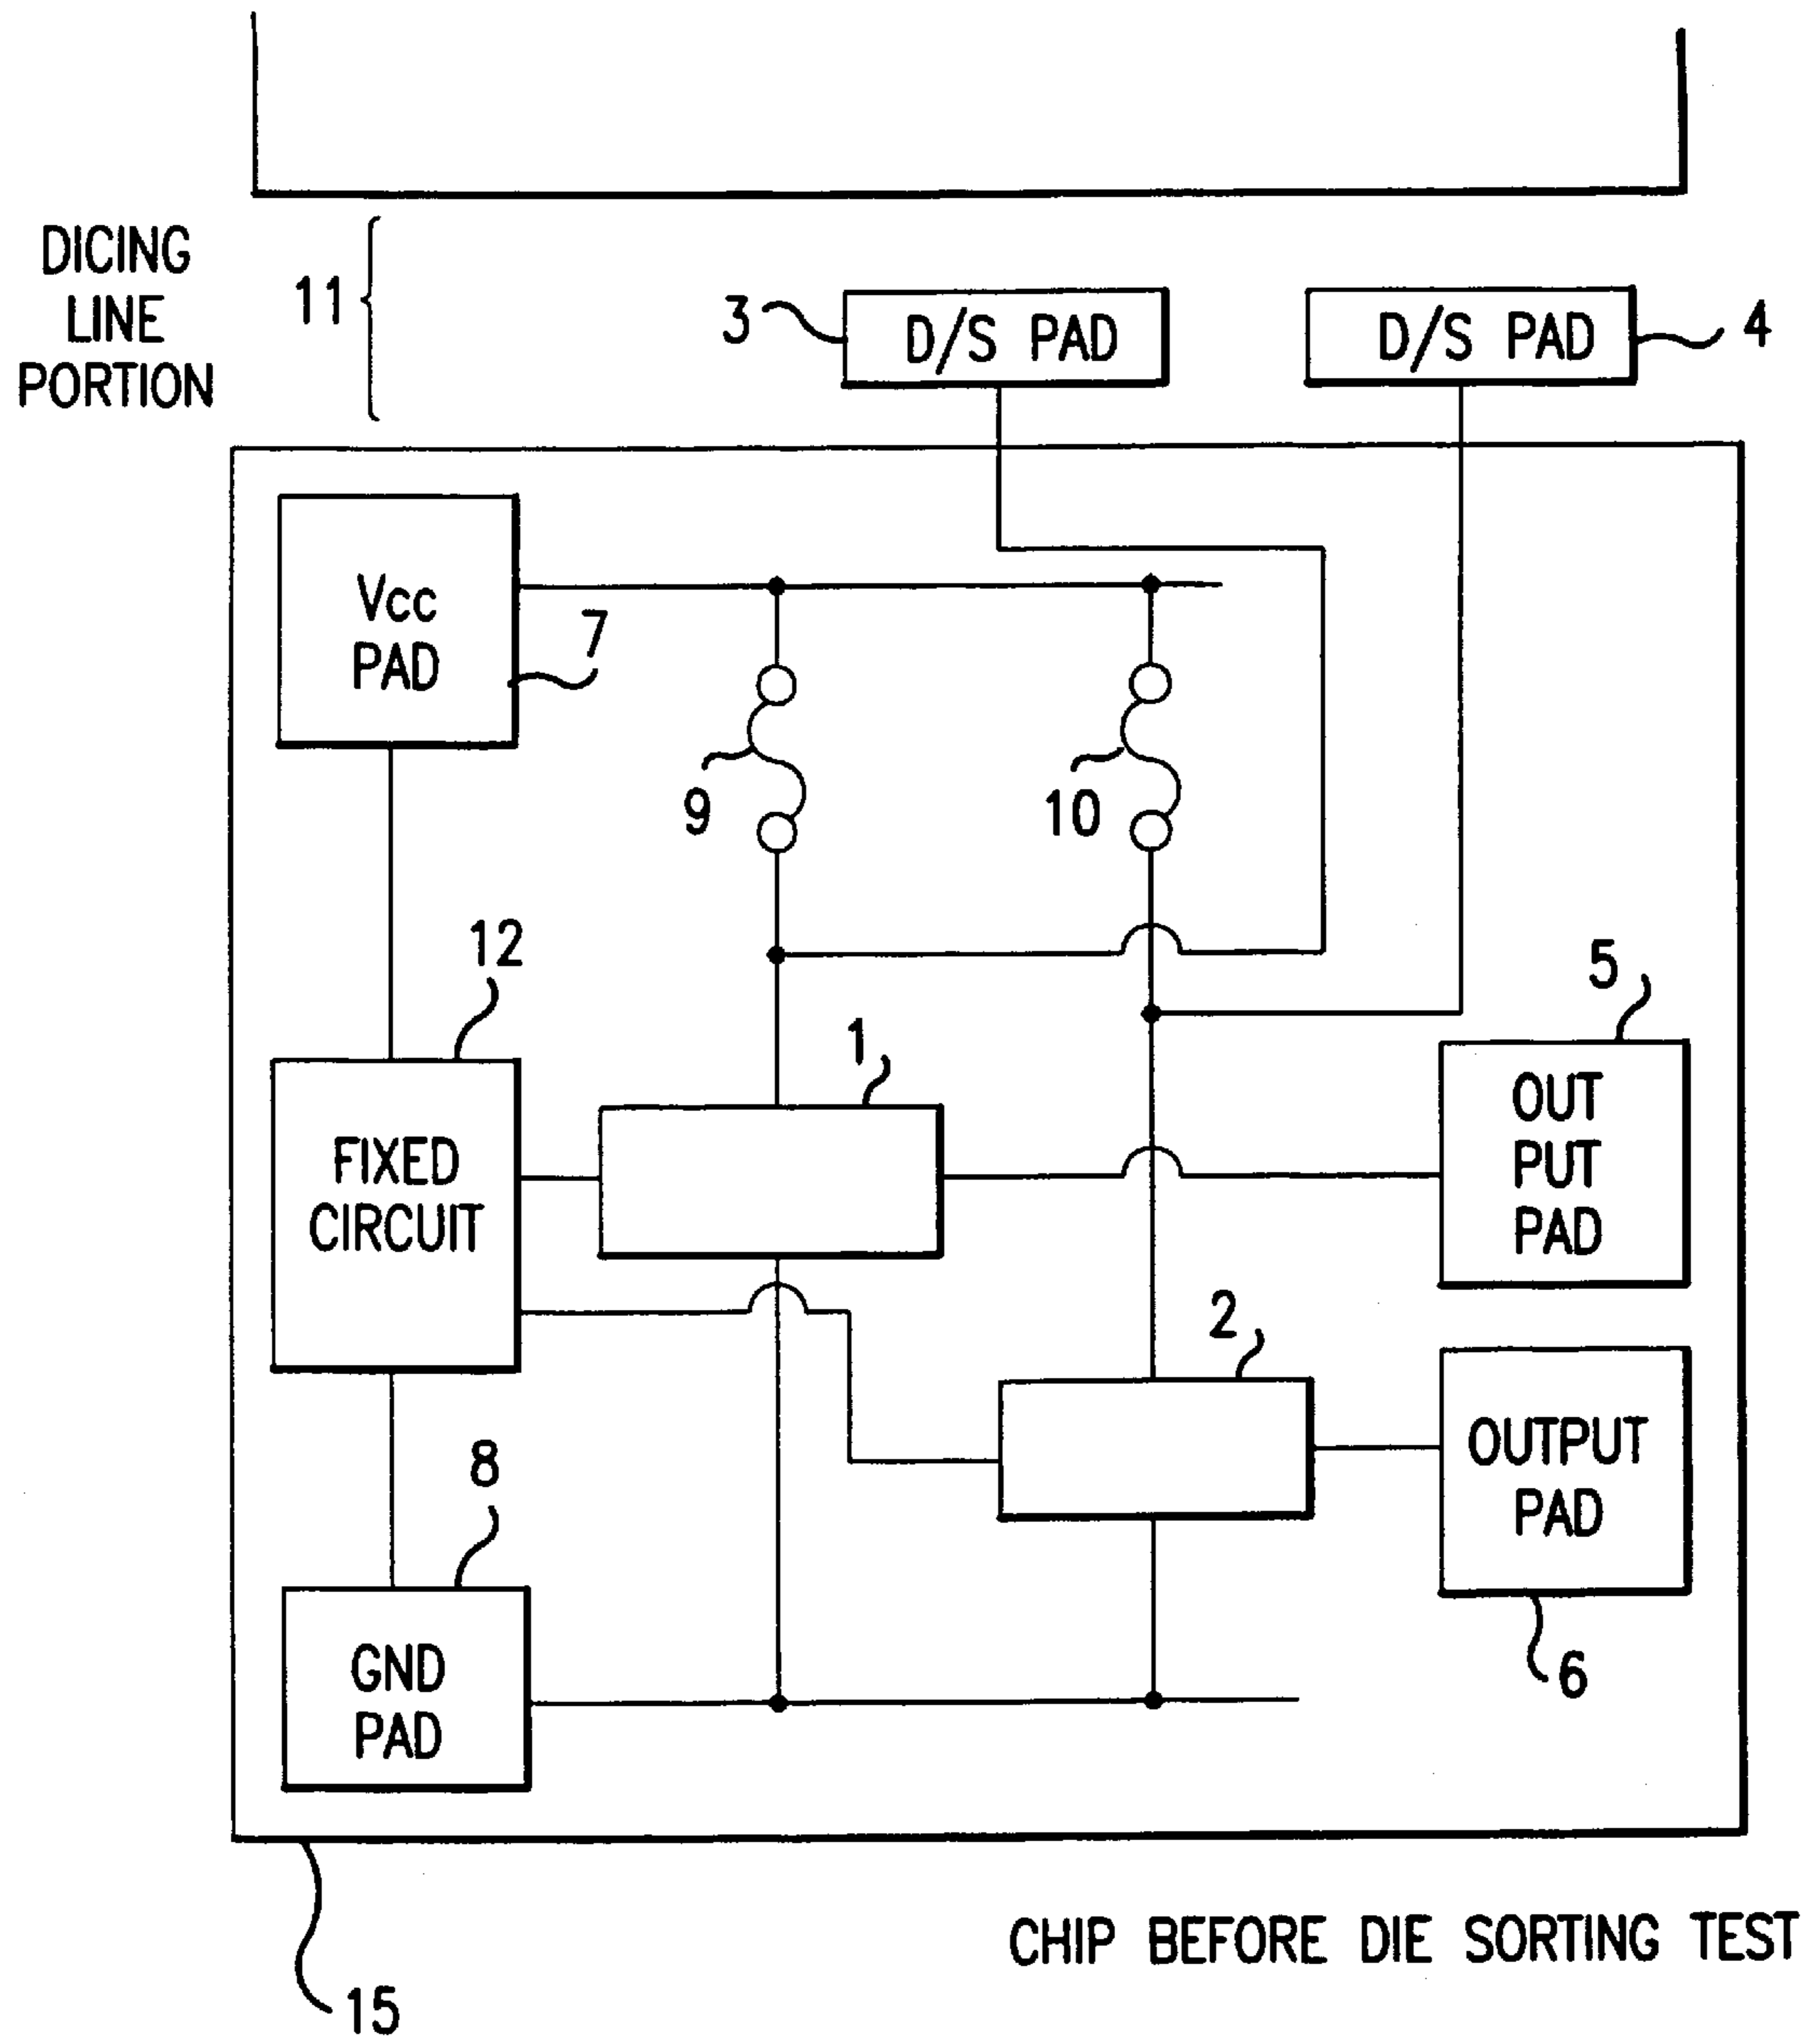 DICING
LINE
PORTION
11
3
D/S PAD
D/S PAD
4
Vcc
PAD
7
9
10
12
1
5
FIXED
CIRCUIT
OUT
PUT
PAD
2
8
OUTPUT
PAD
GND
PAD
6
CHIP BEFORE DIE SORTING TEST
15